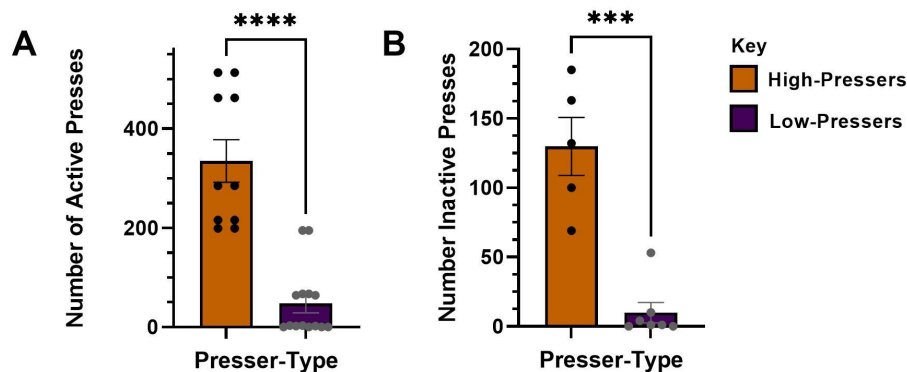 A
****
Number of Active Presses
400
200
0
Presser-Type
B
***
Number Inactive Presses
200
150
100
50
0
Presser-Type
Key
High-Pressers
Low-Pressers